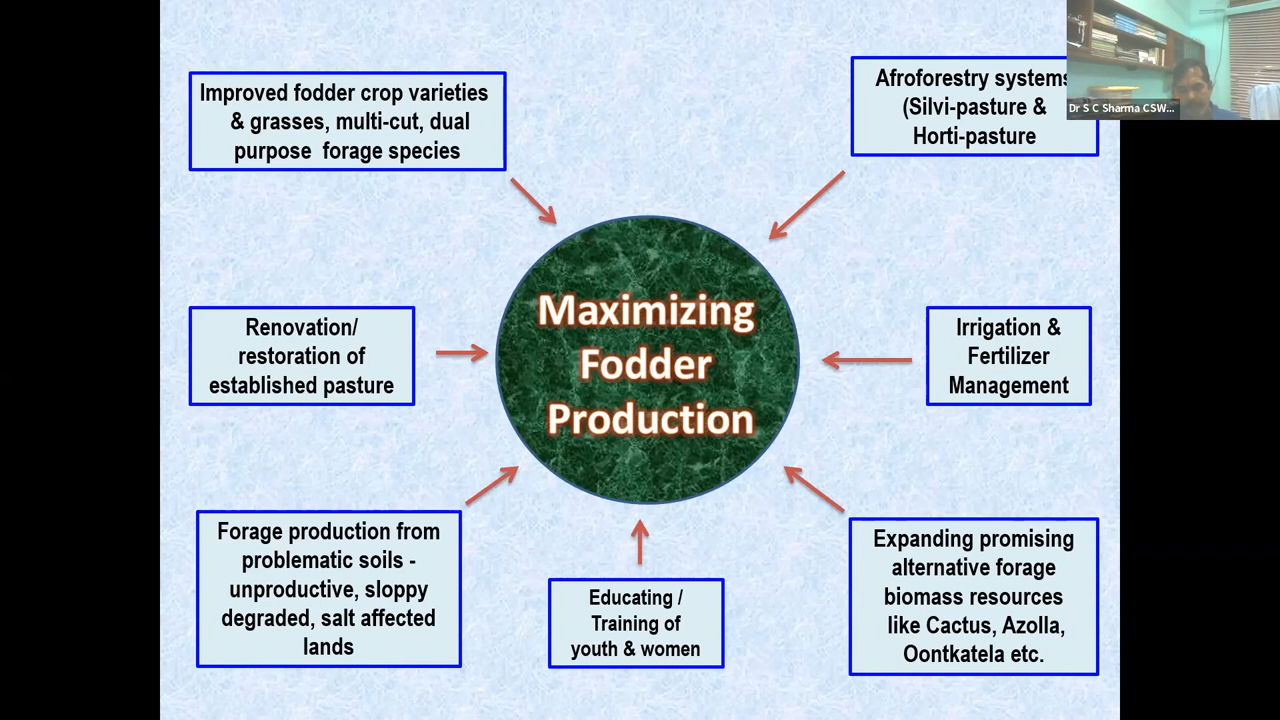 Improved fodder crop varieties
& grasses, multi-cut, dual
purpose forage species
Afroforestry systems
(Silvi-pasture &
Horti-pasture
Dr S C Sharma CSW...
Maximizing
Fodder
Production
Renovation/
restoration of
established pasture
Irrigation &
Fertilizer
Management
Forage production from
problematic soils -
unproductive, sloppy
degraded, salt affected
lands
Educating /
Training of
youth & women
Expanding promising
alternative forage
biomass resources
like Cactus, Azolla,
Oontkatela etc.